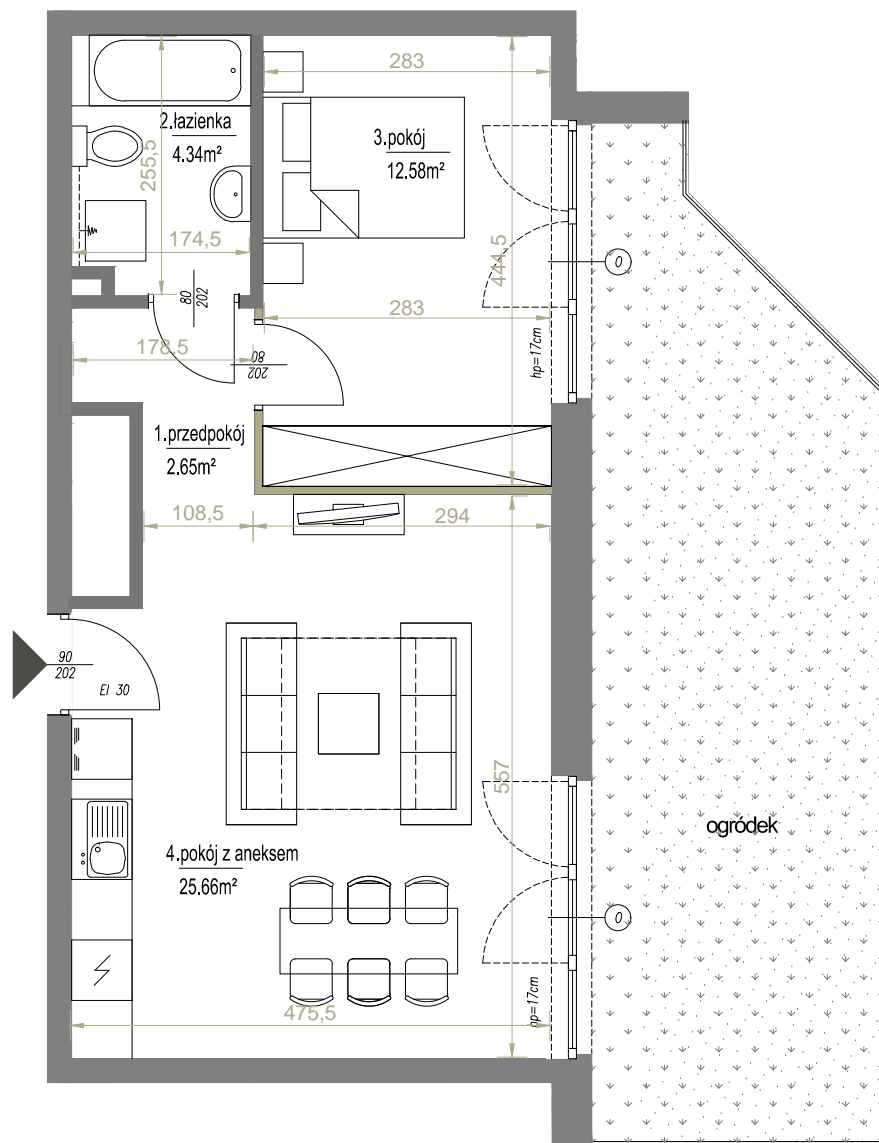 283
2.łazienka
4.34m²
255,5
3.pokój
12.58m²
174,5
444,5
0
80
202
283
178,5
80
202
hp=17cm
1.przedpokój
2.65m²
108,5
294
90
202
EI 30
557
ogródek
4.pokój z aneksem
25.66m²
0
475,5
hp=17cm